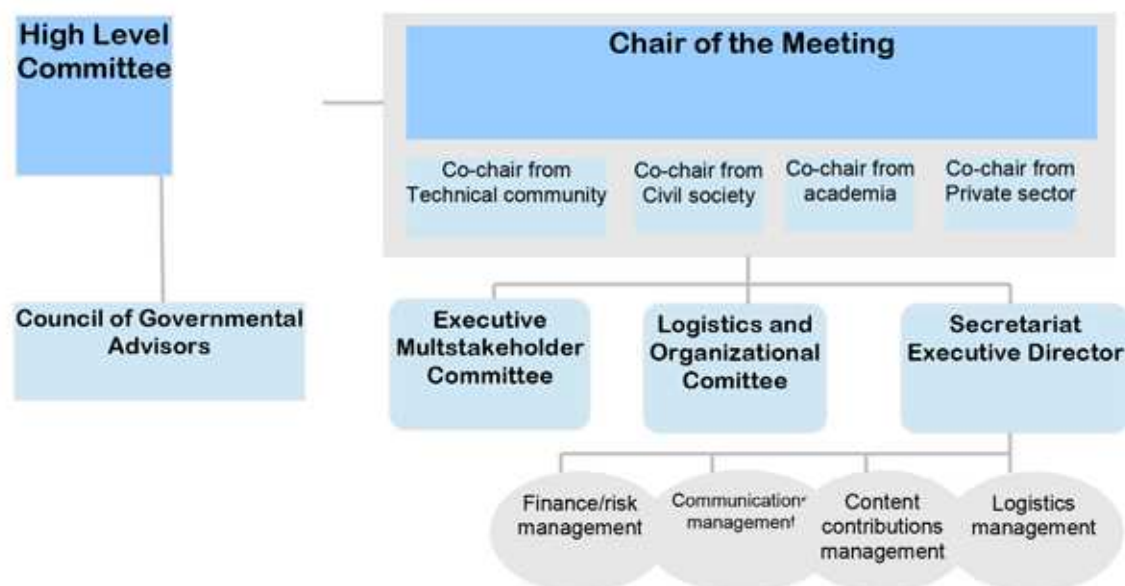 High Level
Committee
Chair of the Meeting
Co-chair from
Technical community
Co-chair from
Civil society
Co-chair from
academia
Co-chair from
Private sector
Council of Governmental
Advisors
Executive
Multstakeholder
Committee
Logistics and
Organizational
Comittee
Secretariat
Executive Director
Finance/risk
management
Communications
management
Content
contributions
management
Logistics
management